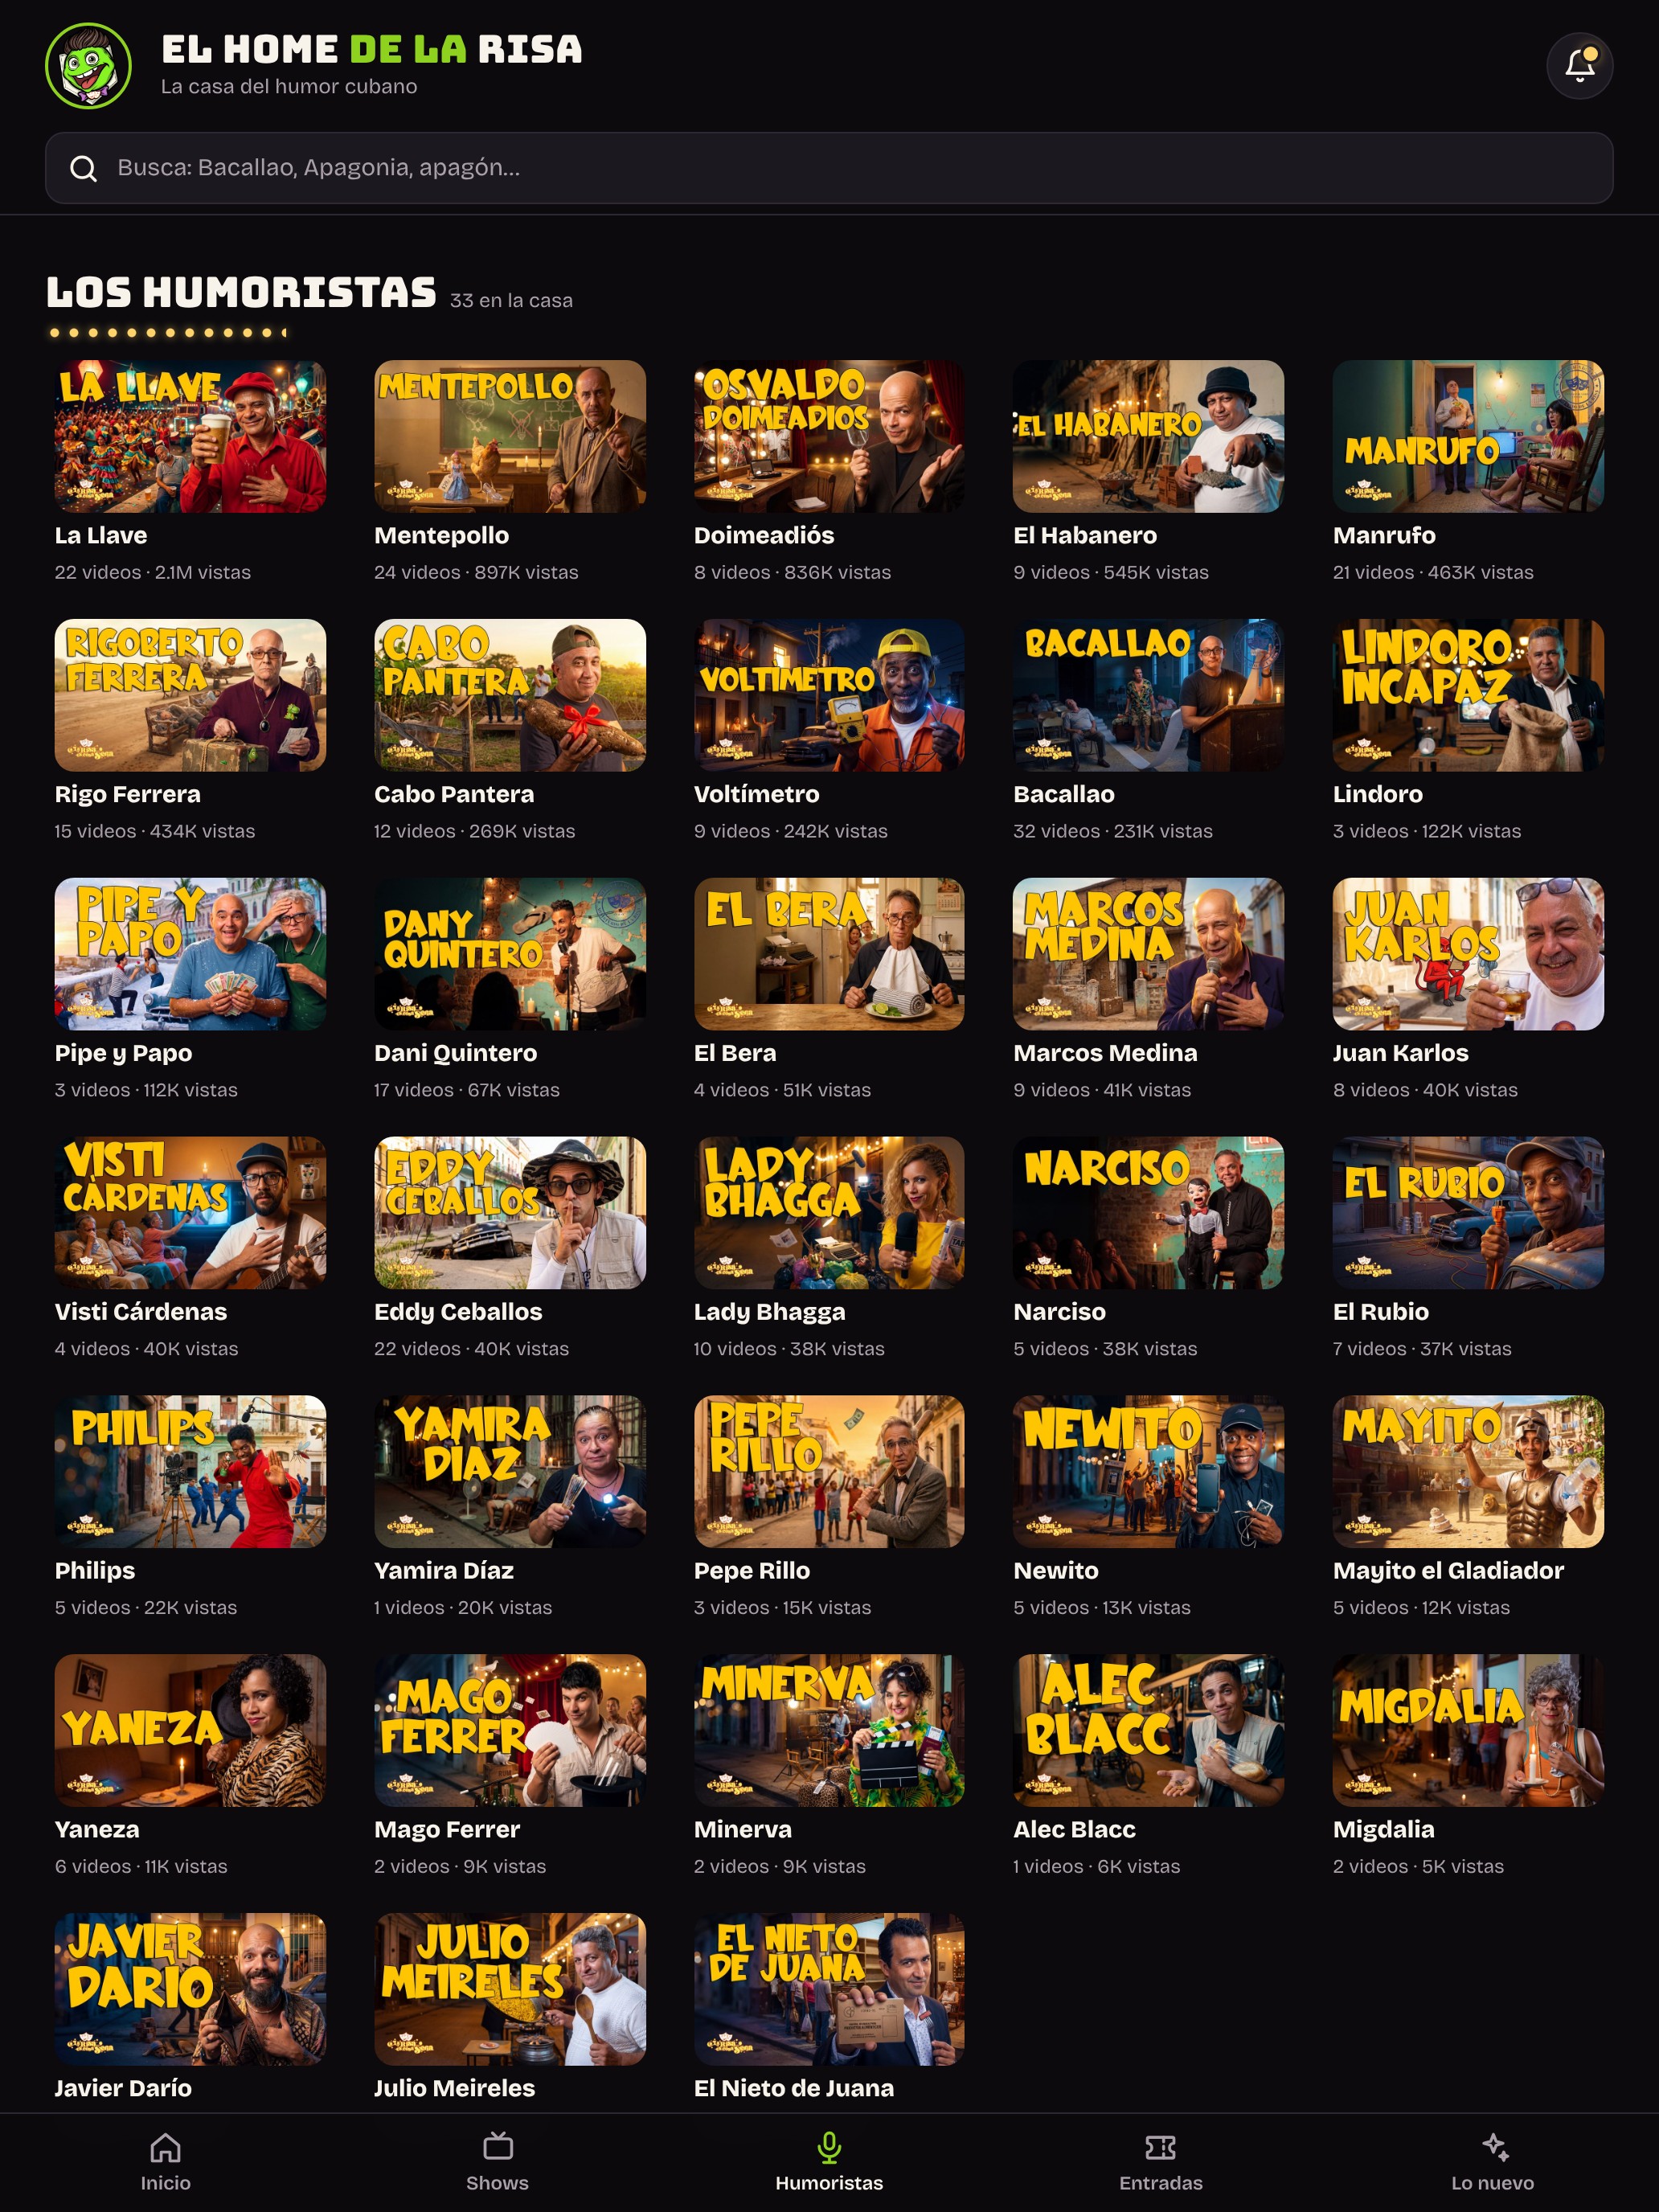 EL HOME DE LA RISA
La casa del humor cubano
Busca: Bacallao, Apagonia, apagón...
LOS HUMORISTAS 33 en la casa
LA LLAVE
MENTEPOLLO
OSVALDO
DOIMEADIOS
EL HABANERO
MANRUFO
La Llave
22 videos · 2.1M vistas
Mentepollo
24 videos · 897K vistas
Doimeadiós
8 videos · 836K vistas
El Habanero
9 videos · 545K vistas
Manrufo
21 videos · 463K vistas
RIGOBERTO
FERRERA
CABO
PANTERA
VOLTIMETRO
BACALLAO
LINDORO
INCAPAZ
Rigo Ferrera
15 videos · 434K vistas
Cabo Pantera
12 videos · 269K vistas
Voltímetro
9 videos · 242K vistas
Bacallao
32 videos · 231K vistas
Lindoro
3 videos · 122K vistas
PIPE Y
PAPO
DANY
QUINTERO
EL BERA
MARCOS
MEDINA
JUAN
KARLOS
Pipe y Papo
3 videos · 112K vistas
Dani Quintero
17 videos · 67K vistas
El Bera
4 videos · 51K vistas
Marcos Medina
9 videos · 41K vistas
Juan Karlos
8 videos · 40K vistas
VISTI
CÁRDENAS
EDDY
CEBALLOS
LADY
BHAGGA
NARCISO
EL RUBIO
Visti Cárdenas
4 videos · 40K vistas
Eddy Ceballos
22 videos · 40K vistas
Lady Bhagga
10 videos · 38K vistas
Narciso
5 videos · 38K vistas
El Rubio
7 videos · 37K vistas
PHILIPS
YAMIRA
DÍAZ
PEPE
RILLO
NEWITO
MAYITO
Philips
5 videos · 22K vistas
Yamira Díaz
1 videos · 20K vistas
Pepe Rillo
3 videos · 15K vistas
Newito
5 videos · 13K vistas
Mayito el Gladiador
5 videos · 12K vistas
YANEZA
MAGO
FERRER
MINERVA
ALEC
BLACC
MIGDALIA
Yaneza
6 videos · 11K vistas
Mago Ferrer
2 videos · 9K vistas
Minerva
2 videos · 9K vistas
Alec Blacc
1 videos · 6K vistas
Migdalia
2 videos · 5K vistas
JAVIER
DARÍO
JULIO
MEIRELES
EL NIETO
DE JUANA
Javier Darío
Julio Meireles
El Nieto de Juana
Inicio
Shows
Humoristas
Entradas
Lo nuevo